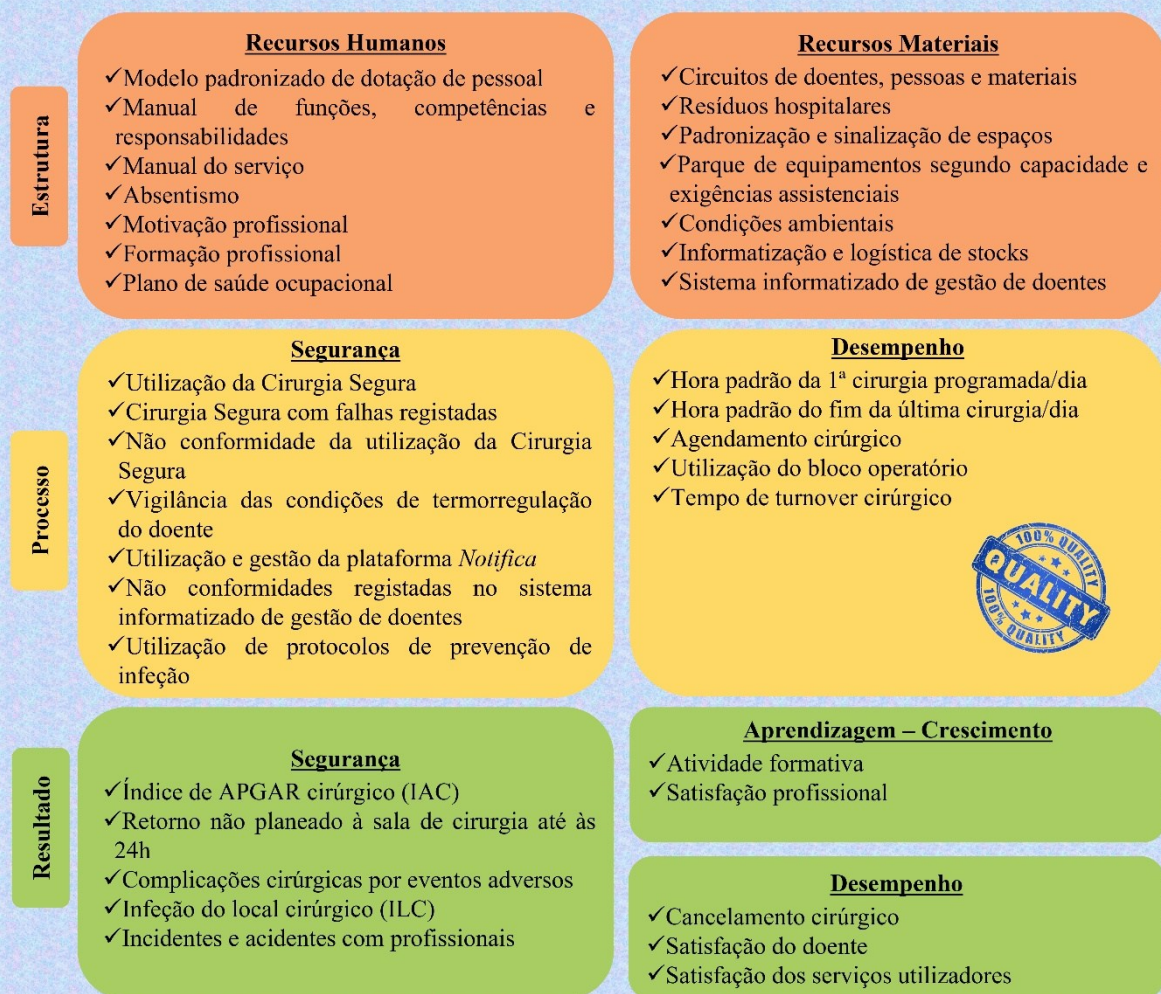 Estrutura
Recursos Humanos
✓Modelo padronizado de dotação de pessoal
✓Manual de funções, competências e
responsabilidades
✓Manual do serviço
✓Absentismo
✓Motivação profissional
✓Formação profissional
✓Plano de saúde ocupacional
Recursos Materiais
✓Circuitos de doentes, pessoas e materiais
✓Resíduos hospitalares
✓Padronização e sinalização de espaços
✓Parque de equipamentos segundo capacidade e
exigências assistenciais
✓Condições ambientais
✓Informatização e logística de stocks
✓Sistema informatizado de gestão de doentes
Processo
Segurança
✓Utilização da Cirurgia Segura
✓Cirurgia Segura com falhas registadas
✓Não conformidade da utilização da Cirurgia
Segura
✓Vigilância das condições de termorregulação
do doente
✓Utilização e gestão da plataforma Notifica
✓Não conformidades registadas no sistema
informatizado de gestão de doentes
✓Utilização de protocolos de prevenção de
infeção
Desempenho
✓Hora padrão da 1ª cirurgia programada/dia
✓Hora padrão do fim da última cirurgia/dia
✓Agendamento cirúrgico
✓Utilização do bloco operatório
✓Tempo de turnover cirúrgico
100% QUALITY
QUALITY
100% QUALITY
Resultado
Segurança
✓Índice de APGAR cirúrgico (IAC)
✓Retorno não planeado à sala de cirurgia até às
24h
✓Complicações cirúrgicas por eventos adversos
✓Infeção do local cirúrgico (ILC)
✓Incidentes e acidentes com profissionais
Aprendizagem – Crescimento
✓Atividade formativa
✓Satisfação profissional
Desempenho
✓Cancelamento cirúrgico
✓Satisfação do doente
✓Satisfação dos serviços utilizadores